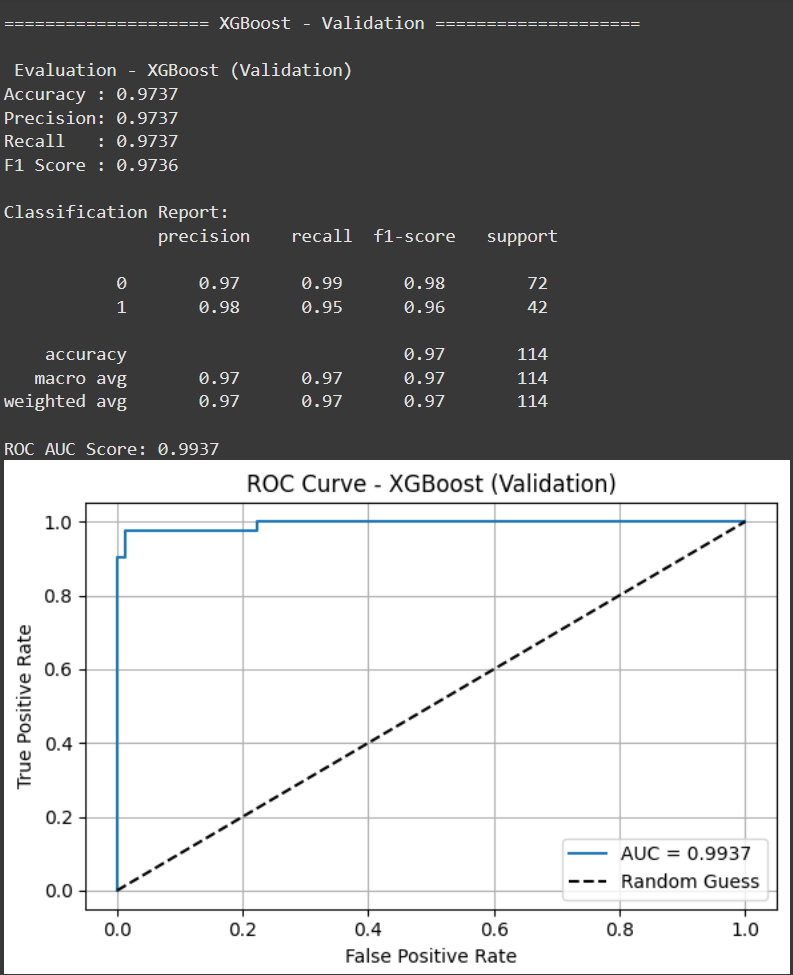 ==================== XGBoost - Validation ====================
Evaluation - XGBoost (Validation)
Accuracy : 0.9737
Precision: 0.9737
Recall   : 0.9737
F1 Score : 0.9736
Classification Report:
precision    recall  f1-score   support
0       0.97      0.99      0.98        72
1       0.98      0.95      0.96        42
accuracy                           0.97       114
macro avg       0.97      0.97      0.97       114
weighted avg       0.97      0.97      0.97       114
ROC AUC Score: 0.9937
ROC Curve - XGBoost (Validation)
1.0
0.8
0.6
0.4
0.2
0.0
True Positive Rate
AUC = 0.9937
Random Guess
0.0 0.2 0.4 0.6 0.8 1.0
False Positive Rate